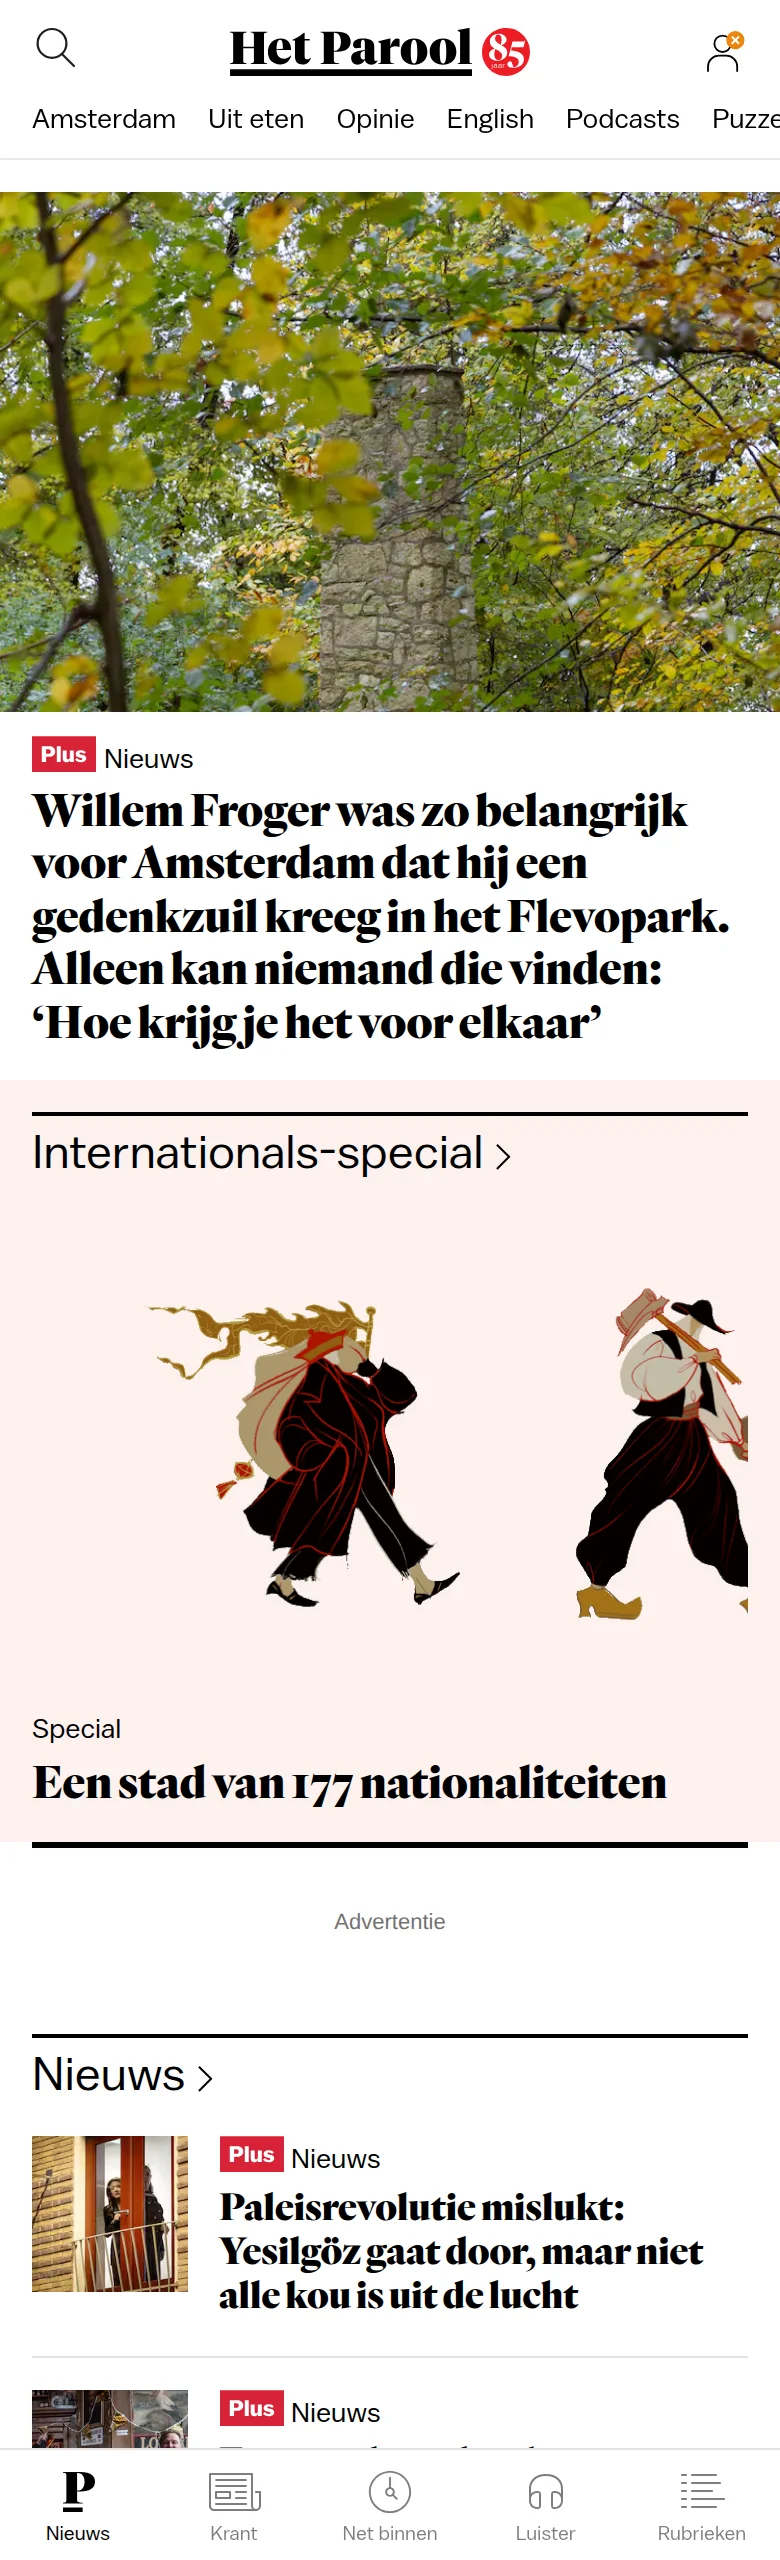 Het Parool 85 jaar
Amsterdam Uit eten Opinie English Podcasts Puzze
Plus Nieuws
Willem Froger was zo belangrijk
voor Amsterdam dat hij een
gedenkzuil kreeg in het Flevopark.
Alleen kan niemand die vinden:
‘Hoe krijg je het voor elkaar’
Internationals-special
Special
Een stad van 177 nationaliteiten
Advertentie
Nieuws
Plus Nieuws
Paleisrevolutie mislukt:
Yesilgöz gaat door, maar niet
alle kou is uit de lucht
Plus Nieuws
P
Nieuws Krant Net binnen Luister Rubrieken